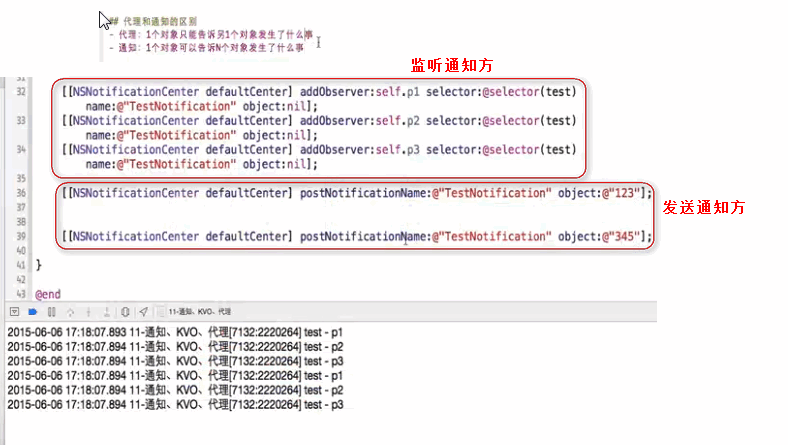 ## 代理和通知的区别
- 代理：1个对象只能告诉另1个对象发生了什么事
- 通知：1个对象可以告诉N个对象发生了什么事
监听通知方
31
32 [[NSNotificationCenter defaultCenter] addObserver:self.p1 selector:@selector(test)
name:@"TestNotification" object:nil];
33 [[NSNotificationCenter defaultCenter] addObserver:self.p2 selector:@selector(test)
name:@"TestNotification" object:nil];
34 [[NSNotificationCenter defaultCenter] addObserver:self.p3 selector:@selector(test)
name:@"TestNotification" object:nil];
35
36 [[NSNotificationCenter defaultCenter] postNotificationName:@"TestNotification" object:@"123"];
37
发送通知方
38
39 [[NSNotificationCenter defaultCenter] postNotificationName:@"TestNotification" object:@"345"];
40
41 }
42
43 @end
11-通知、KVO、代理
2015-06-06 17:18:07.893 11-通知、KVO、代理[7132:2220264] test - p1
2015-06-06 17:18:07.894 11-通知、KVO、代理[7132:2220264] test - p2
2015-06-06 17:18:07.894 11-通知、KVO、代理[7132:2220264] test - p3
2015-06-06 17:18:07.894 11-通知、KVO、代理[7132:2220264] test - p1
2015-06-06 17:18:07.894 11-通知、KVO、代理[7132:2220264] test - p2
2015-06-06 17:18:07.894 11-通知、KVO、代理[7132:2220264] test - p3